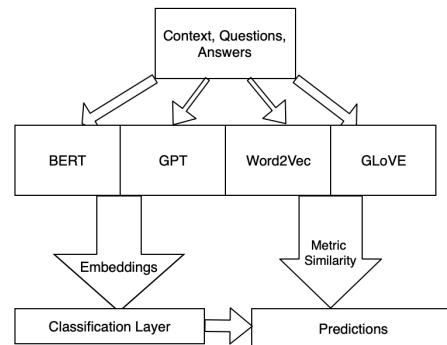 Context, Questions,
Answers
BERT
GPT
Word2Vec
GLoVE
Embeddings
Metric
Similarity
Classification Layer
Predictions